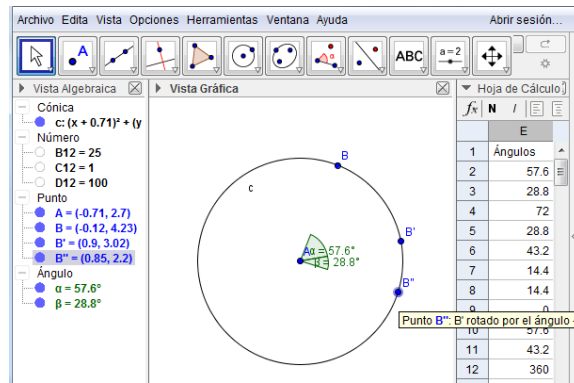 Archivo Edita Vista Opciones Herramientas Ventana Ayuda Abrir sesión...
A
α
ABC
a=2
Vista Algebraica
Cónica
c: (x + 0.71)² + (y
Número
B12 = 25
C12 = 1
D12 = 100
Punto
A = (-0.71, 2.7)
B = (-0.12, 4.23)
B' = (0.9, 3.02)
B'' = (0.85, 2.2)
Ángulo
α = 57.6°
β = 28.8°
Vista Gráfica
B
c
B'
A
α = 57.6°
β = 28.8°
B''
Punto B'': B' rotado por el ángulo
Hoja de Cálculo
fx N I
E
1 Ángulos
2 57.6
3 28.8
4 72
5 28.8
6 43.2
7 14.4
8 14.4
0
10 57.6
11 43.2
12 360